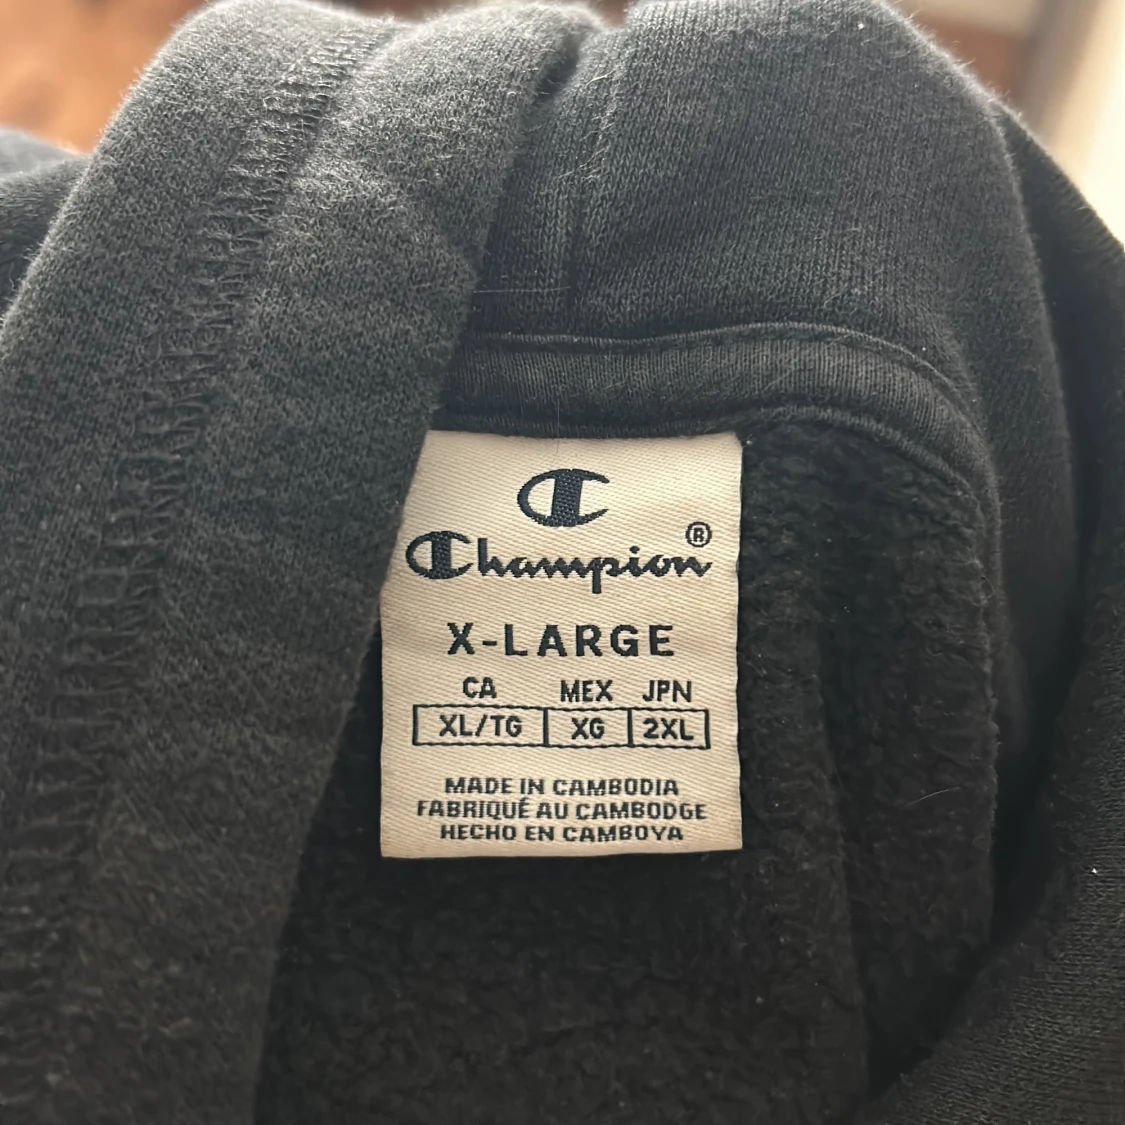 Champion®
X-LARGE
CA MEX JPN
XL/TG XG 2XL
MADE IN CAMBODIA
FABRIQUÉ AU CAMBODGE
HECHO EN CAMBOYA